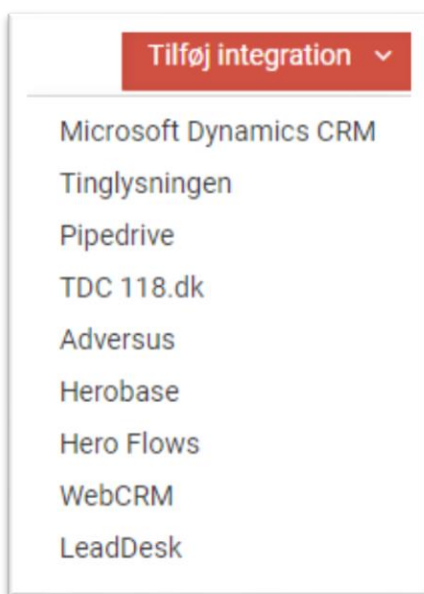 Tilføj integration
Microsoft Dynamics CRM
Tinglysningen
Pipedrive
TDC 118.dk
Adversus
Herobase
Hero Flows
WebCRM
LeadDesk